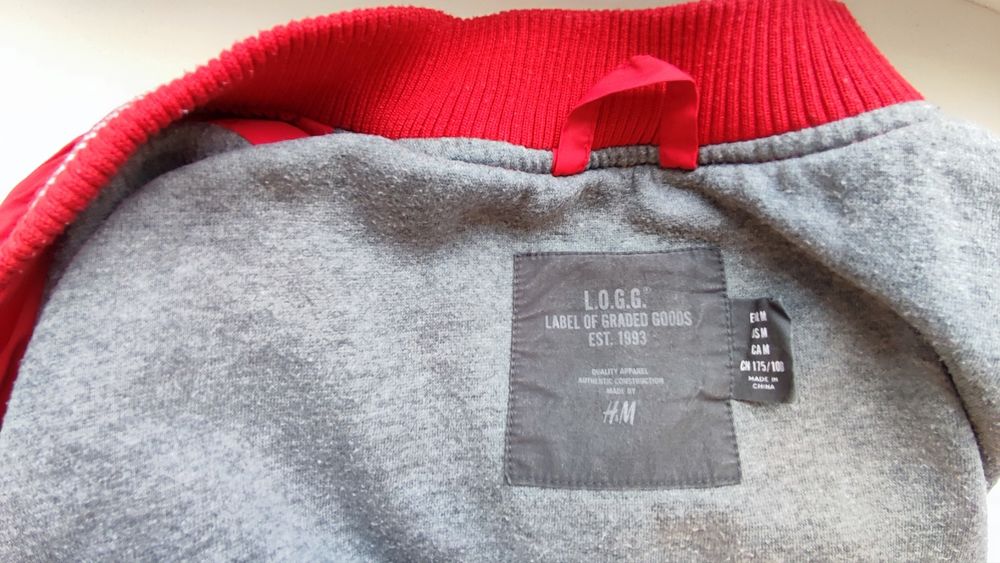 L.O.G.G.®
LABEL OF GRADED GOODS
EST. 1993
QUALITY APPAREL
AUTHENTIC CONSTRUCTION
MADE BY
H&M
EUR M
US M
CA M
CN 175/100
MADE IN
CHINA